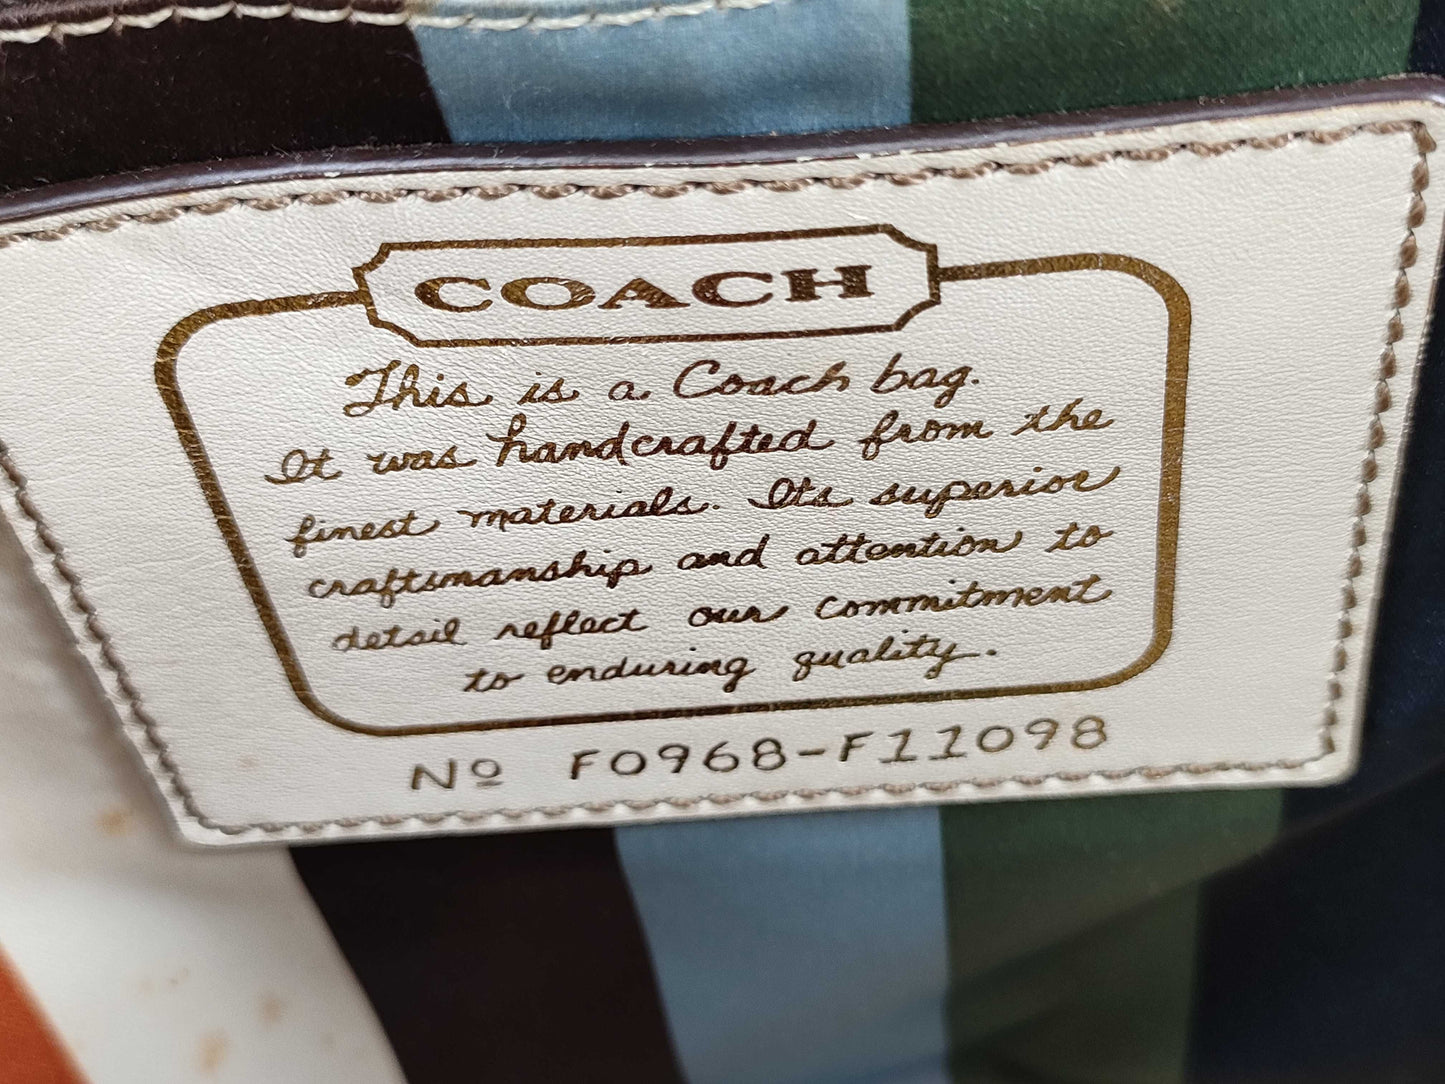 COACH
This is a Coach bag.
It was handcrafted from the
finest materials. Its superior
craftsmanship and attention to
detail reflect our commitment
to enduring quality.
Nº F0968-F11098